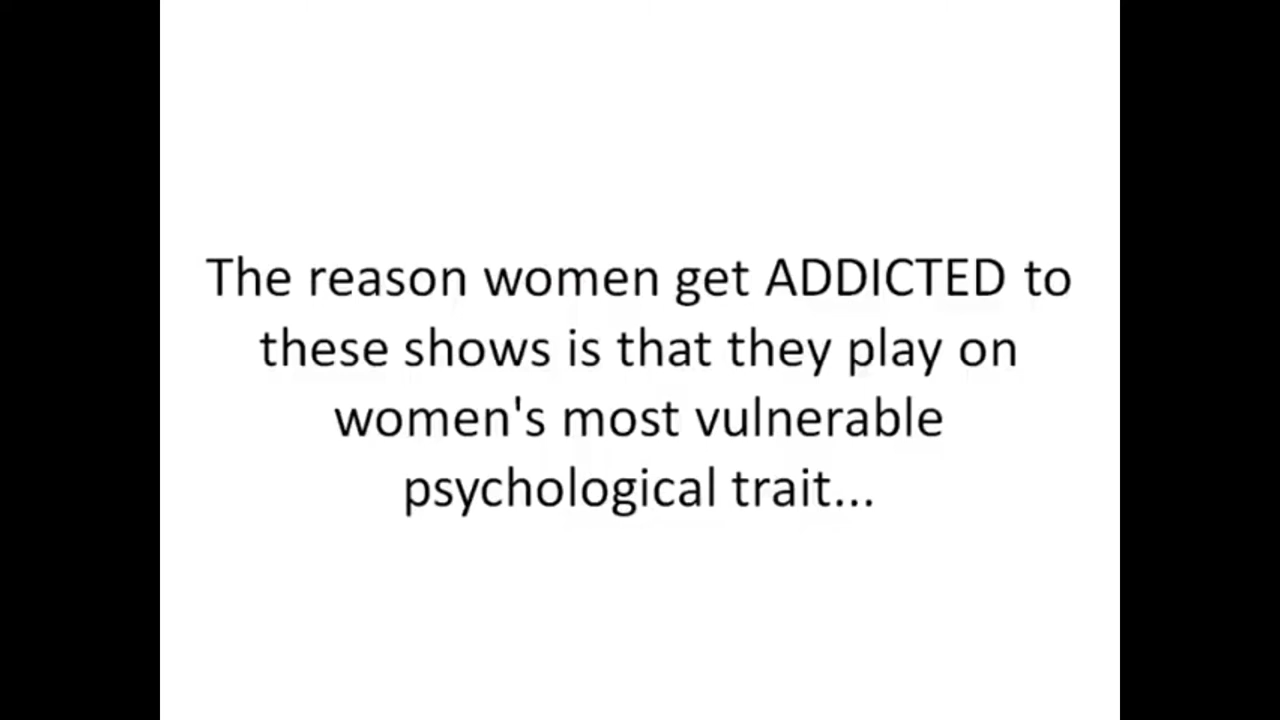 The reason women get ADDICTED to
these shows is that they play on
women's most vulnerable
psychological trait...